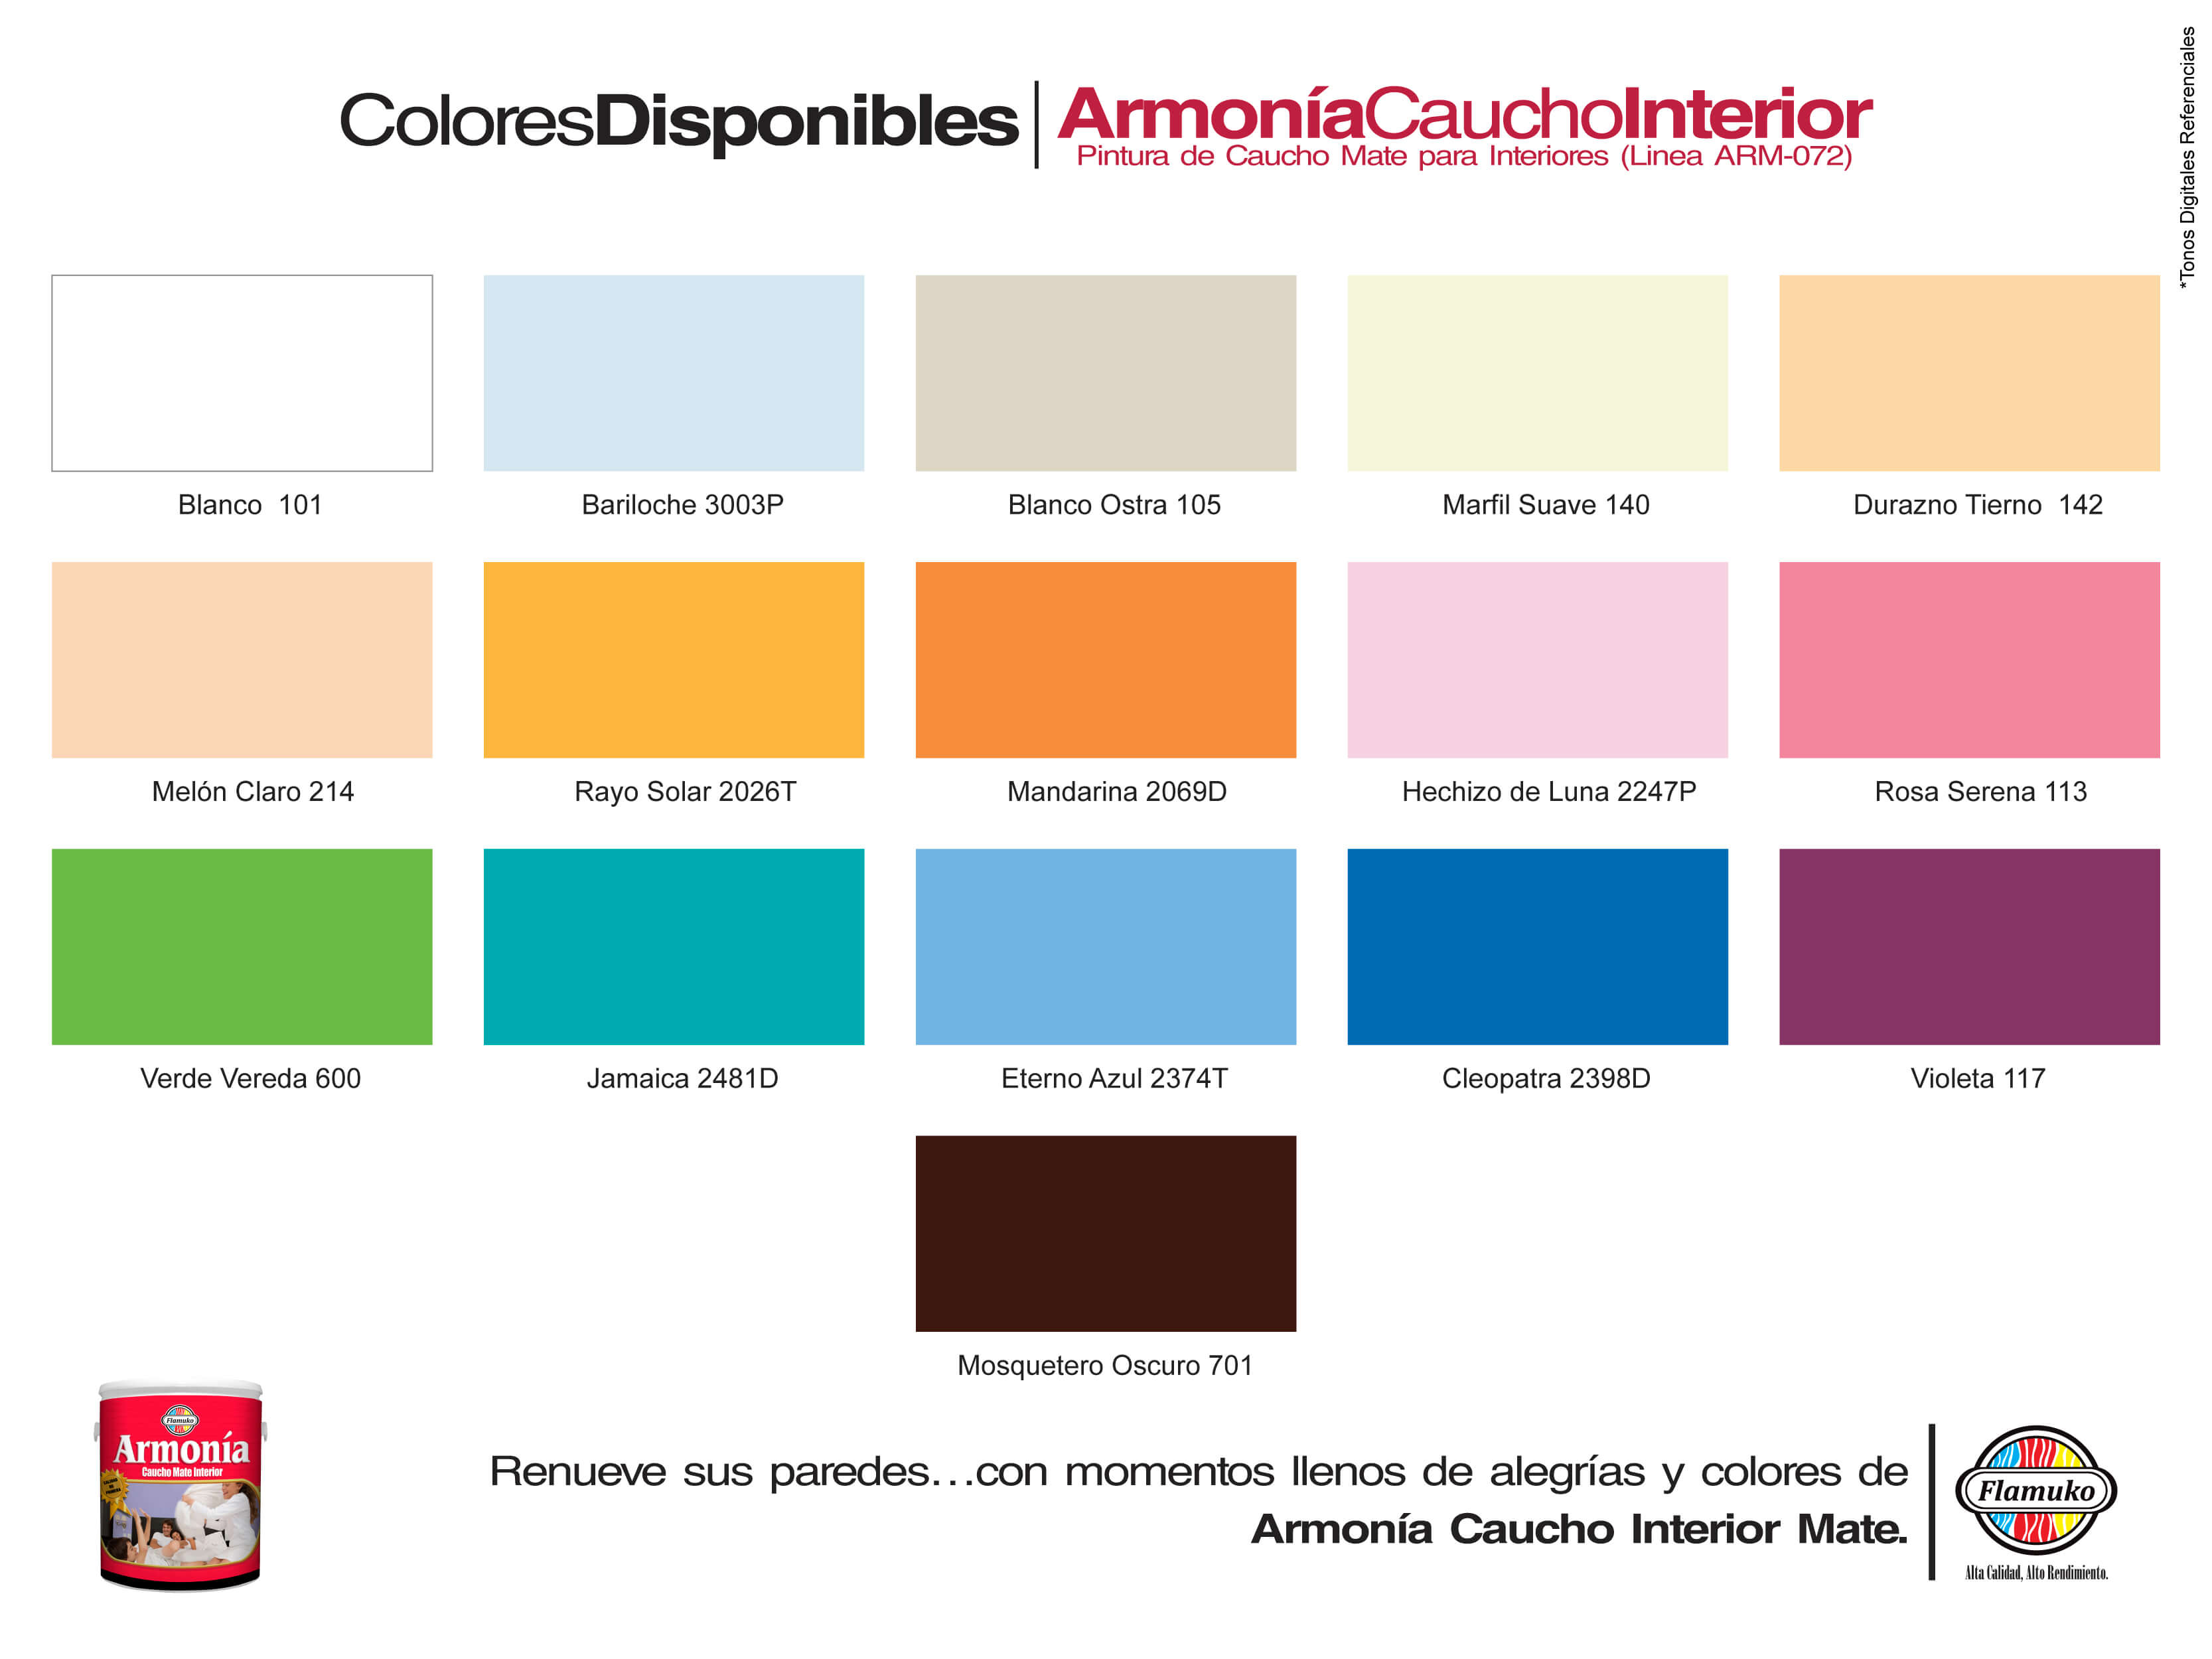 ColoresDisponibles
ArmoníaCauchoInterior
Pintura de Caucho Mate para Interiores (Linea ARM-072)
*Tonos Digitales Referenciales
Blanco  101
Bariloche 3003P
Blanco Ostra 105
Marfil Suave 140
Durazno Tierno  142
Melón Claro 214
Rayo Solar 2026T
Mandarina 2069D
Hechizo de Luna 2247P
Rosa Serena 113
Verde Vereda 600
Jamaica 2481D
Eterno Azul 2374T
Cleopatra 2398D
Violeta 117
Mosquetero Oscuro 701
Flamuko
Armonía
Caucho Mate Interior
Renueve sus paredes...con momentos llenos de alegrías y colores de
Armonía Caucho Interior Mate.
Flamuko
Alta Calidad, Alto Rendimiento.